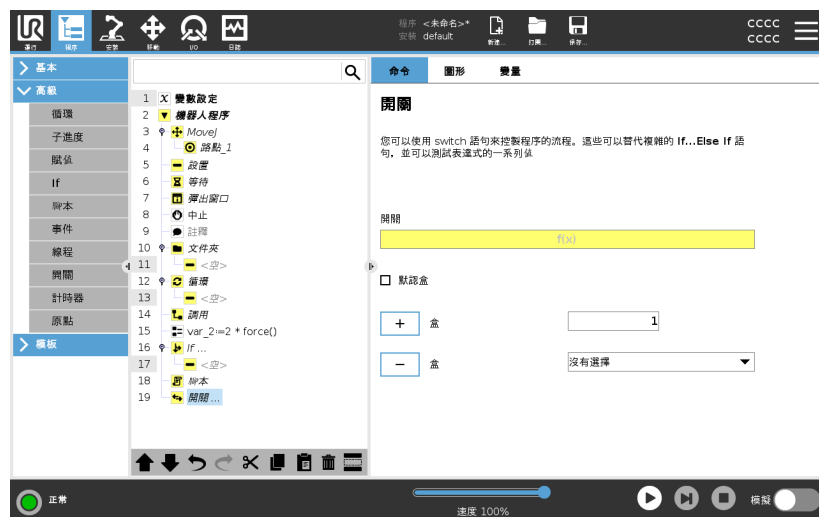 UR
運行
程序
安裝
移動
I/O
日誌
程序 <未命名>*
安裝 default
新建...
打開...
保存...
CCCC
CCCC
基本
高級
循環
子進度
賦值
If
腳本
事件
線程
開關
計時器
原點
模板
1 X 變數設定
2 機器人程序
3 MoveJ
4 路點_1
5 設置
6 等待
7 彈出窗口
8 中止
9 註釋
10 文件夾
11 <空>
12 循環
13 <空>
14 調用
15 var_2:=2 * force()
16 If ...
17 <空>
18 腳本
19 開關 ...
命令 圖形 變量
開關
您可以使用 switch 語句來控製程序的流程。這些可以替代複雜的 If...Else If 語
句，並可以測試表達式的一系列值
開關
f(x)
默認盒
+ 盒 1
− 盒 沒有選擇
正常
速度 100%
模擬